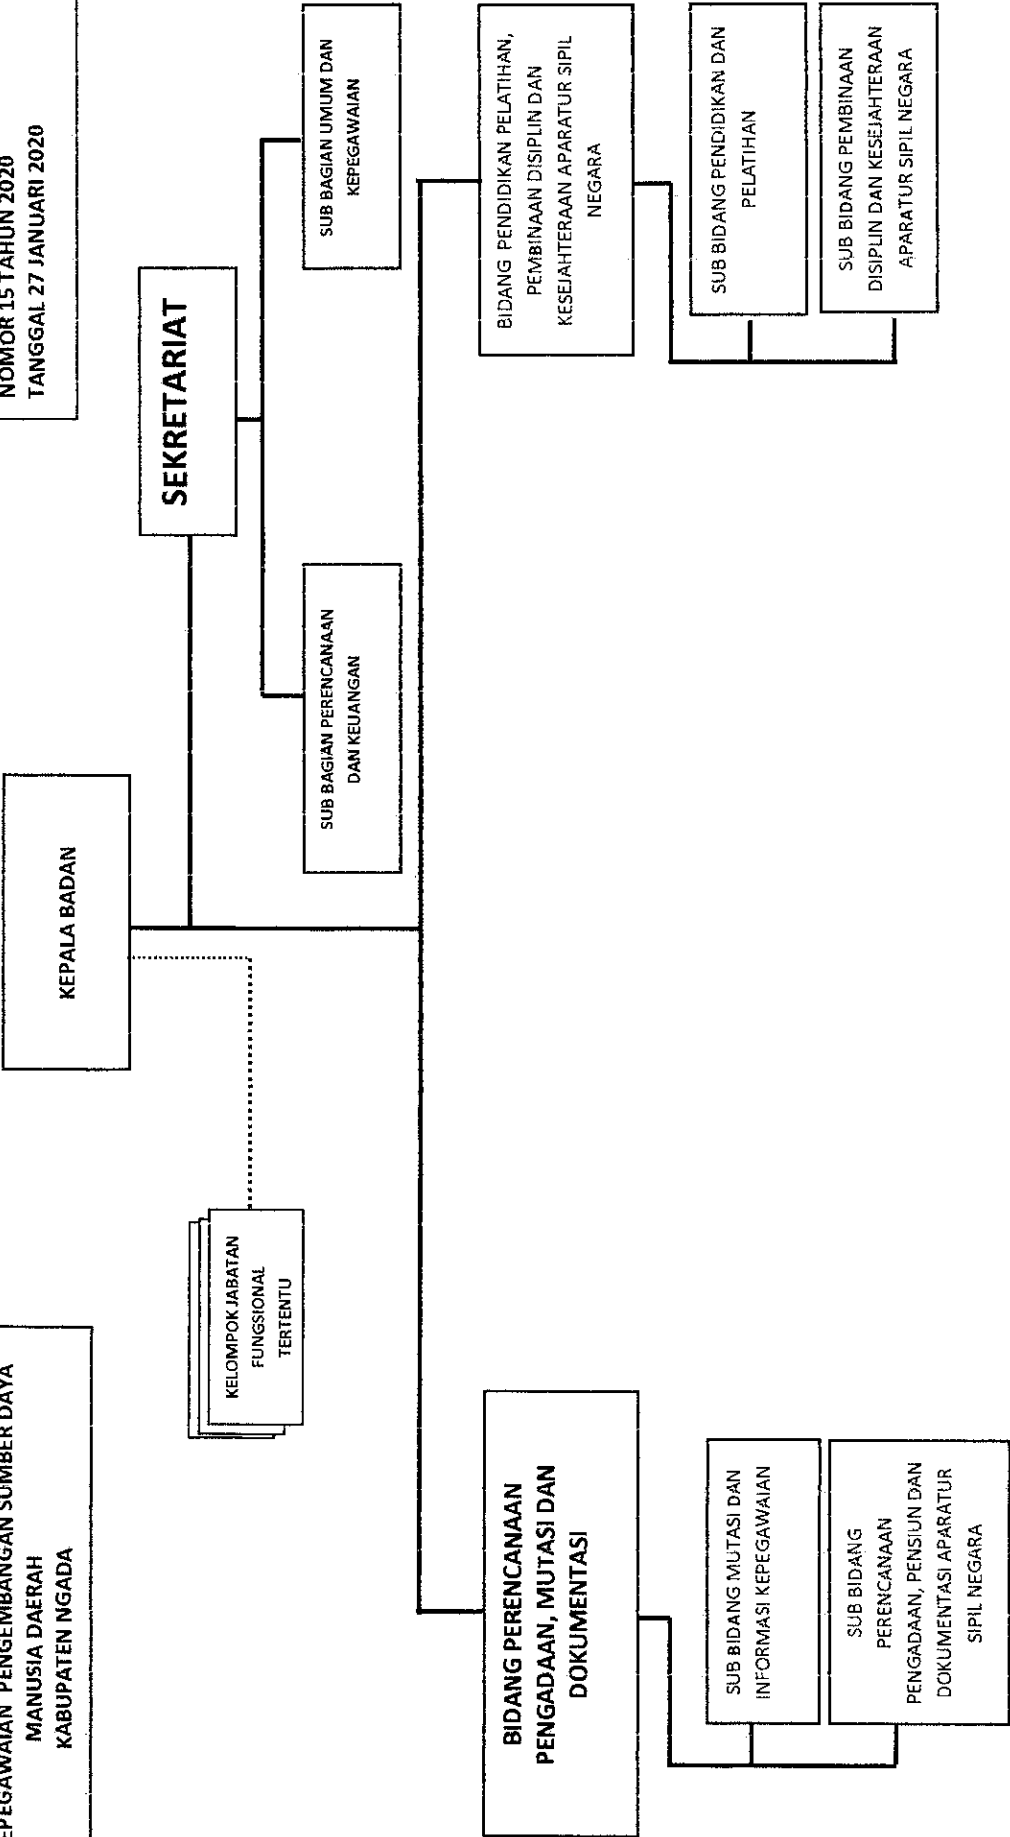 KEPEGAWAIAN PENGEMBANGAN SUMBER DAYA
MANUSIA DAERAH
KABUPATEN NGADA
NOMOR 15 TAHUN 2020
TANGGAL 27 JANUARI 2020
KEPALA BADAN
SEKRETARIAT
KELOMPOK JABATAN
FUNGSIONAL
TERTENTU
SUB BAGIAN PERENCANAAN
DAN KEUANGAN
SUB BAGIAN UMUM DAN
KEPEGAWAIAN
BIDANG PERENCANAAN
PENGADAAN, MUTASI DAN
DOKUMENTASI
BIDANG PENDIDIKAN PELATIHAN,
PEMBINAAN DISIPLIN DAN
KESEJAHTERAAN APARATUR SIPIL
NEGARA
SUB BIDANG MUTASI DAN
INFORMASI KEPEGAWAIAN
SUB BIDANG
PERENCANAAN
PENGADAAN, PENSIUN DAN
DOKUMENTASI APARATUR
SIPIL NEGARA
SUB BIDANG PENDIDIKAN DAN
PELATIHAN
SUB BIDANG PEMBINAAN
DISIPLIN DAN KESEJAHTERAAN
APARATUR SIPIL NEGARA